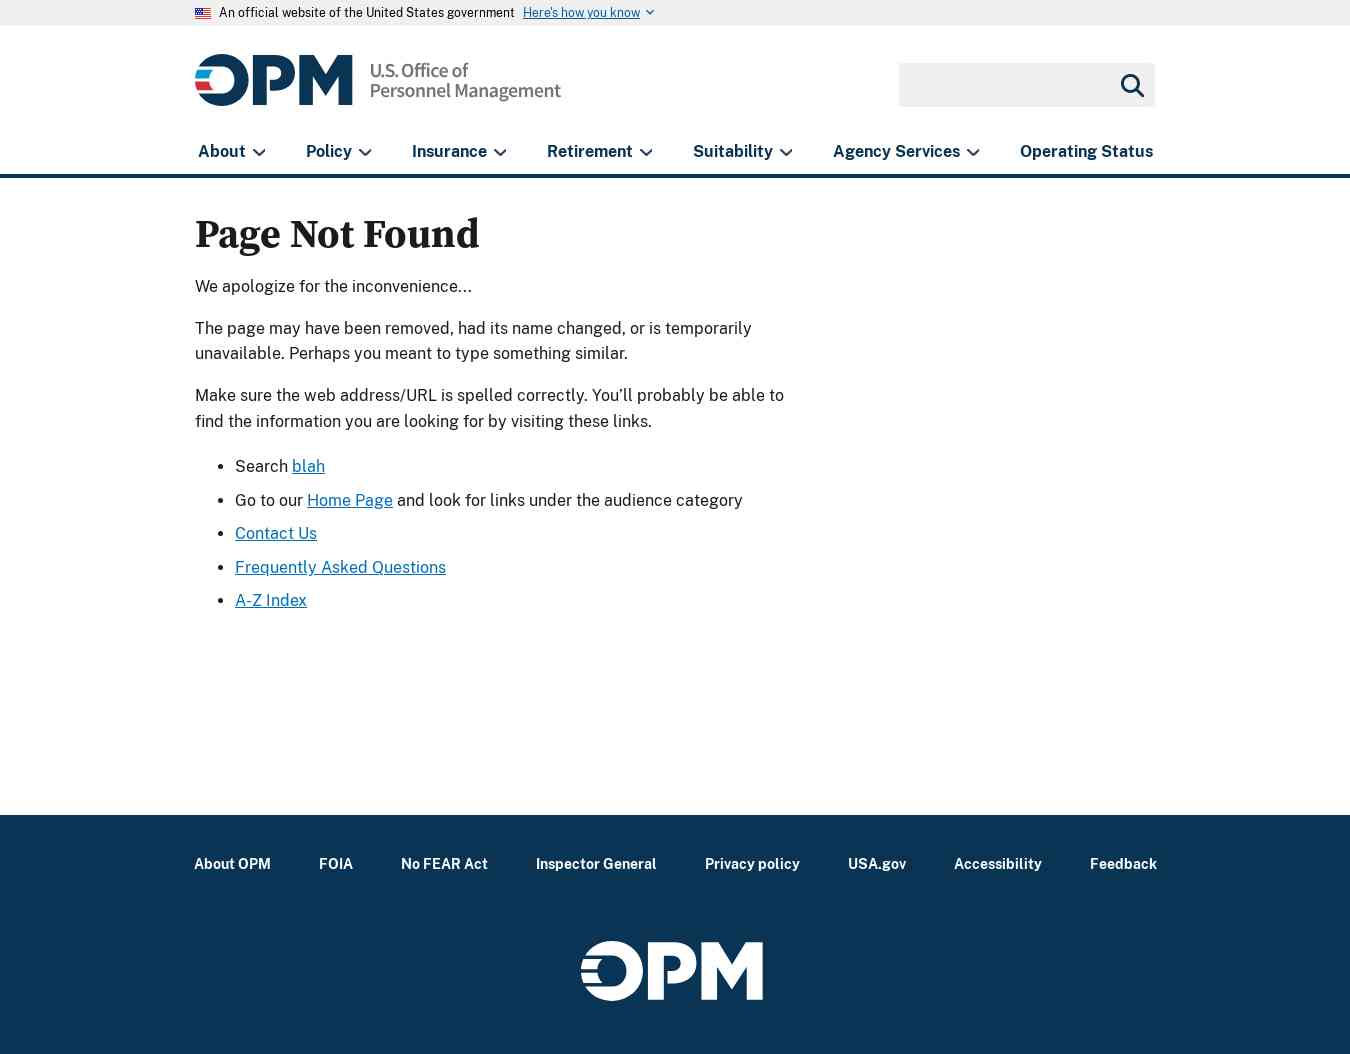 An official website of the United States government Here's how you know
OPM
U.S. Office of
Personnel Management
About
Policy
Insurance
Retirement
Suitability
Agency Services
Operating Status
Page Not Found
We apologize for the inconvenience...
The page may have been removed, had its name changed, or is temporarily
unavailable. Perhaps you meant to type something similar.
Make sure the web address/URL is spelled correctly. You'll probably be able to
find the information you are looking for by visiting these links.
Search blah
Go to our Home Page and look for links under the audience category
Contact Us
Frequently Asked Questions
A-Z Index
About OPM
FOIA
No FEAR Act
Inspector General
Privacy policy
USA.gov
Accessibility
Feedback
OPM